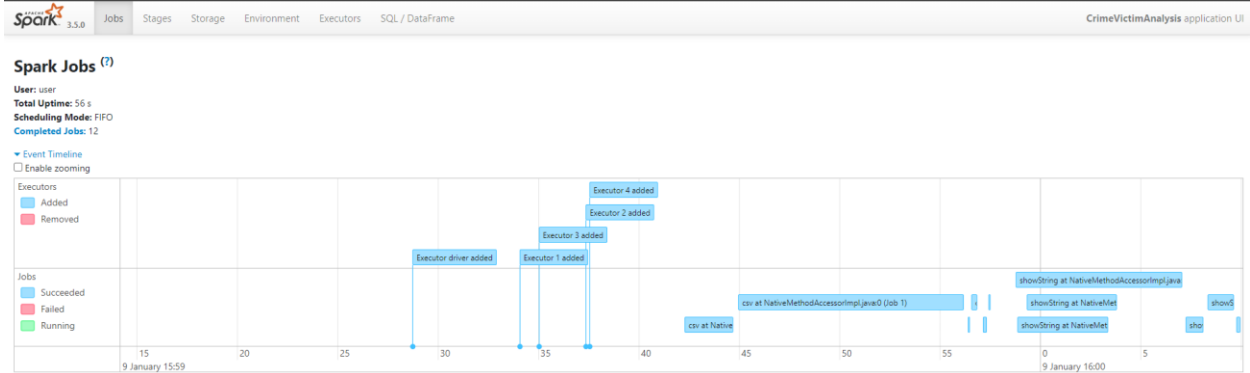 APACHE Spark 3.5.0 Jobs Stages Storage Environment Executors SQL / DataFrame CrimeVictimAnalysis application UI
Spark Jobs (?)
User: user
Total Uptime: 56 s
Scheduling Mode: FIFO
Completed Jobs: 12
Event Timeline
Enable zooming
Executors
Added
Removed
Executor 4 added
Executor 2 added
Executor 3 added
Executor driver added
Executor 1 added
Jobs
Succeeded
Failed
Running
showString at NativeMethodAccessorImpl.java
csv at NativeMethodAccessorImpl.java:0 (Job 1)
c
showString at NativeMet
showS
csv at Native
showString at NativeMet
sho
15 20 25 30 35 40 45 50 55 0 5
9 January 15:59
9 January 16:00